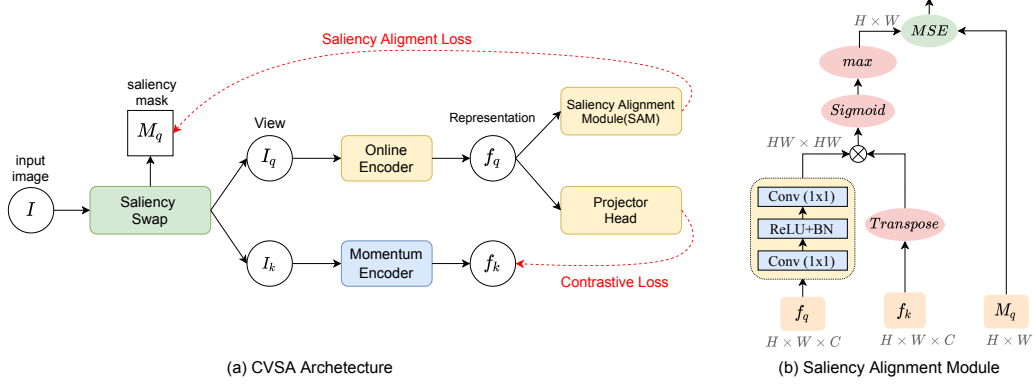 Saliency Aligment Loss
saliency
mask
M_q
View
Representation
Saliency Alignment
Module(SAM)
input
image
I
Saliency
Swap
I_q
Online
Encoder
f_q
Projector
Head
I_k
Momentum
Encoder
f_k
Contrastive Loss
(a) CVSA Archetecture
H × W
MSE
max
Sigmoid
HW × HW
⊗
Conv (1x1)
ReLU+BN
Conv (1x1)
Transpose
f_q
f_k
M_q
H × W × C
H × W × C
H × W
(b) Saliency Alignment Module